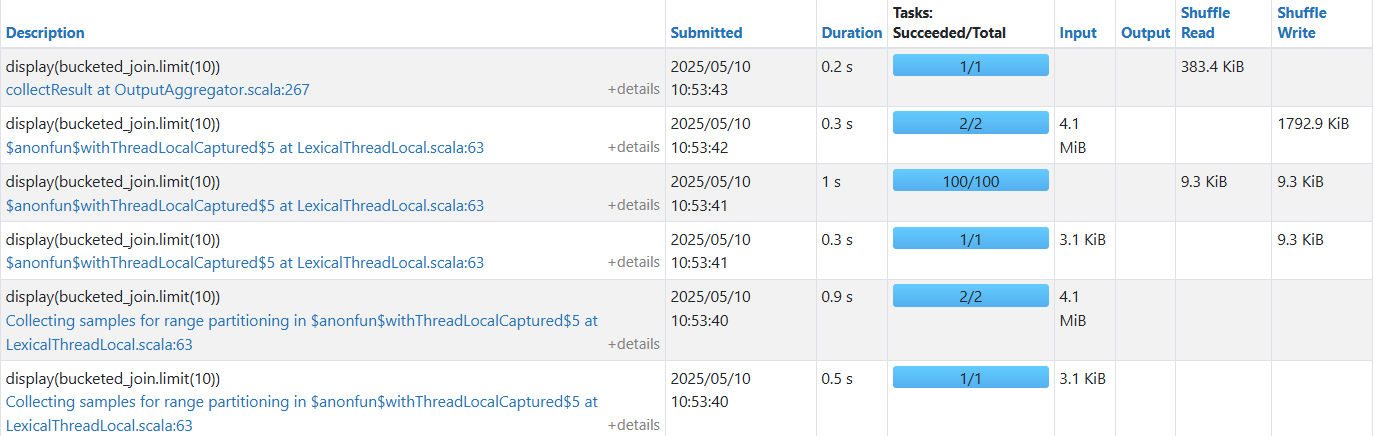 Description Submitted Duration Tasks: Succeeded/Total Input Output Shuffle Read Shuffle Write
display(bucketed_join.limit(10))
collectResult at OutputAggregator.scala:267 +details
2025/05/10
10:53:43
0.2 s
1/1
383.4 KiB
display(bucketed_join.limit(10))
$anonfun$withThreadLocalCaptured$5 at LexicalThreadLocal.scala:63 +details
2025/05/10
10:53:42
0.3 s
2/2
4.1
MiB
1792.9 KiB
display(bucketed_join.limit(10))
$anonfun$withThreadLocalCaptured$5 at LexicalThreadLocal.scala:63 +details
2025/05/10
10:53:41
1 s
100/100
9.3 KiB
9.3 KiB
display(bucketed_join.limit(10))
$anonfun$withThreadLocalCaptured$5 at LexicalThreadLocal.scala:63 +details
2025/05/10
10:53:41
0.3 s
1/1
3.1 KiB
9.3 KiB
display(bucketed_join.limit(10))
Collecting samples for range partitioning in $anonfun$withThreadLocalCaptured$5 at
LexicalThreadLocal.scala:63 +details
2025/05/10
10:53:40
0.9 s
2/2
4.1
MiB
display(bucketed_join.limit(10))
Collecting samples for range partitioning in $anonfun$withThreadLocalCaptured$5 at
LexicalThreadLocal.scala:63 +details
2025/05/10
10:53:40
0.5 s
1/1
3.1 KiB